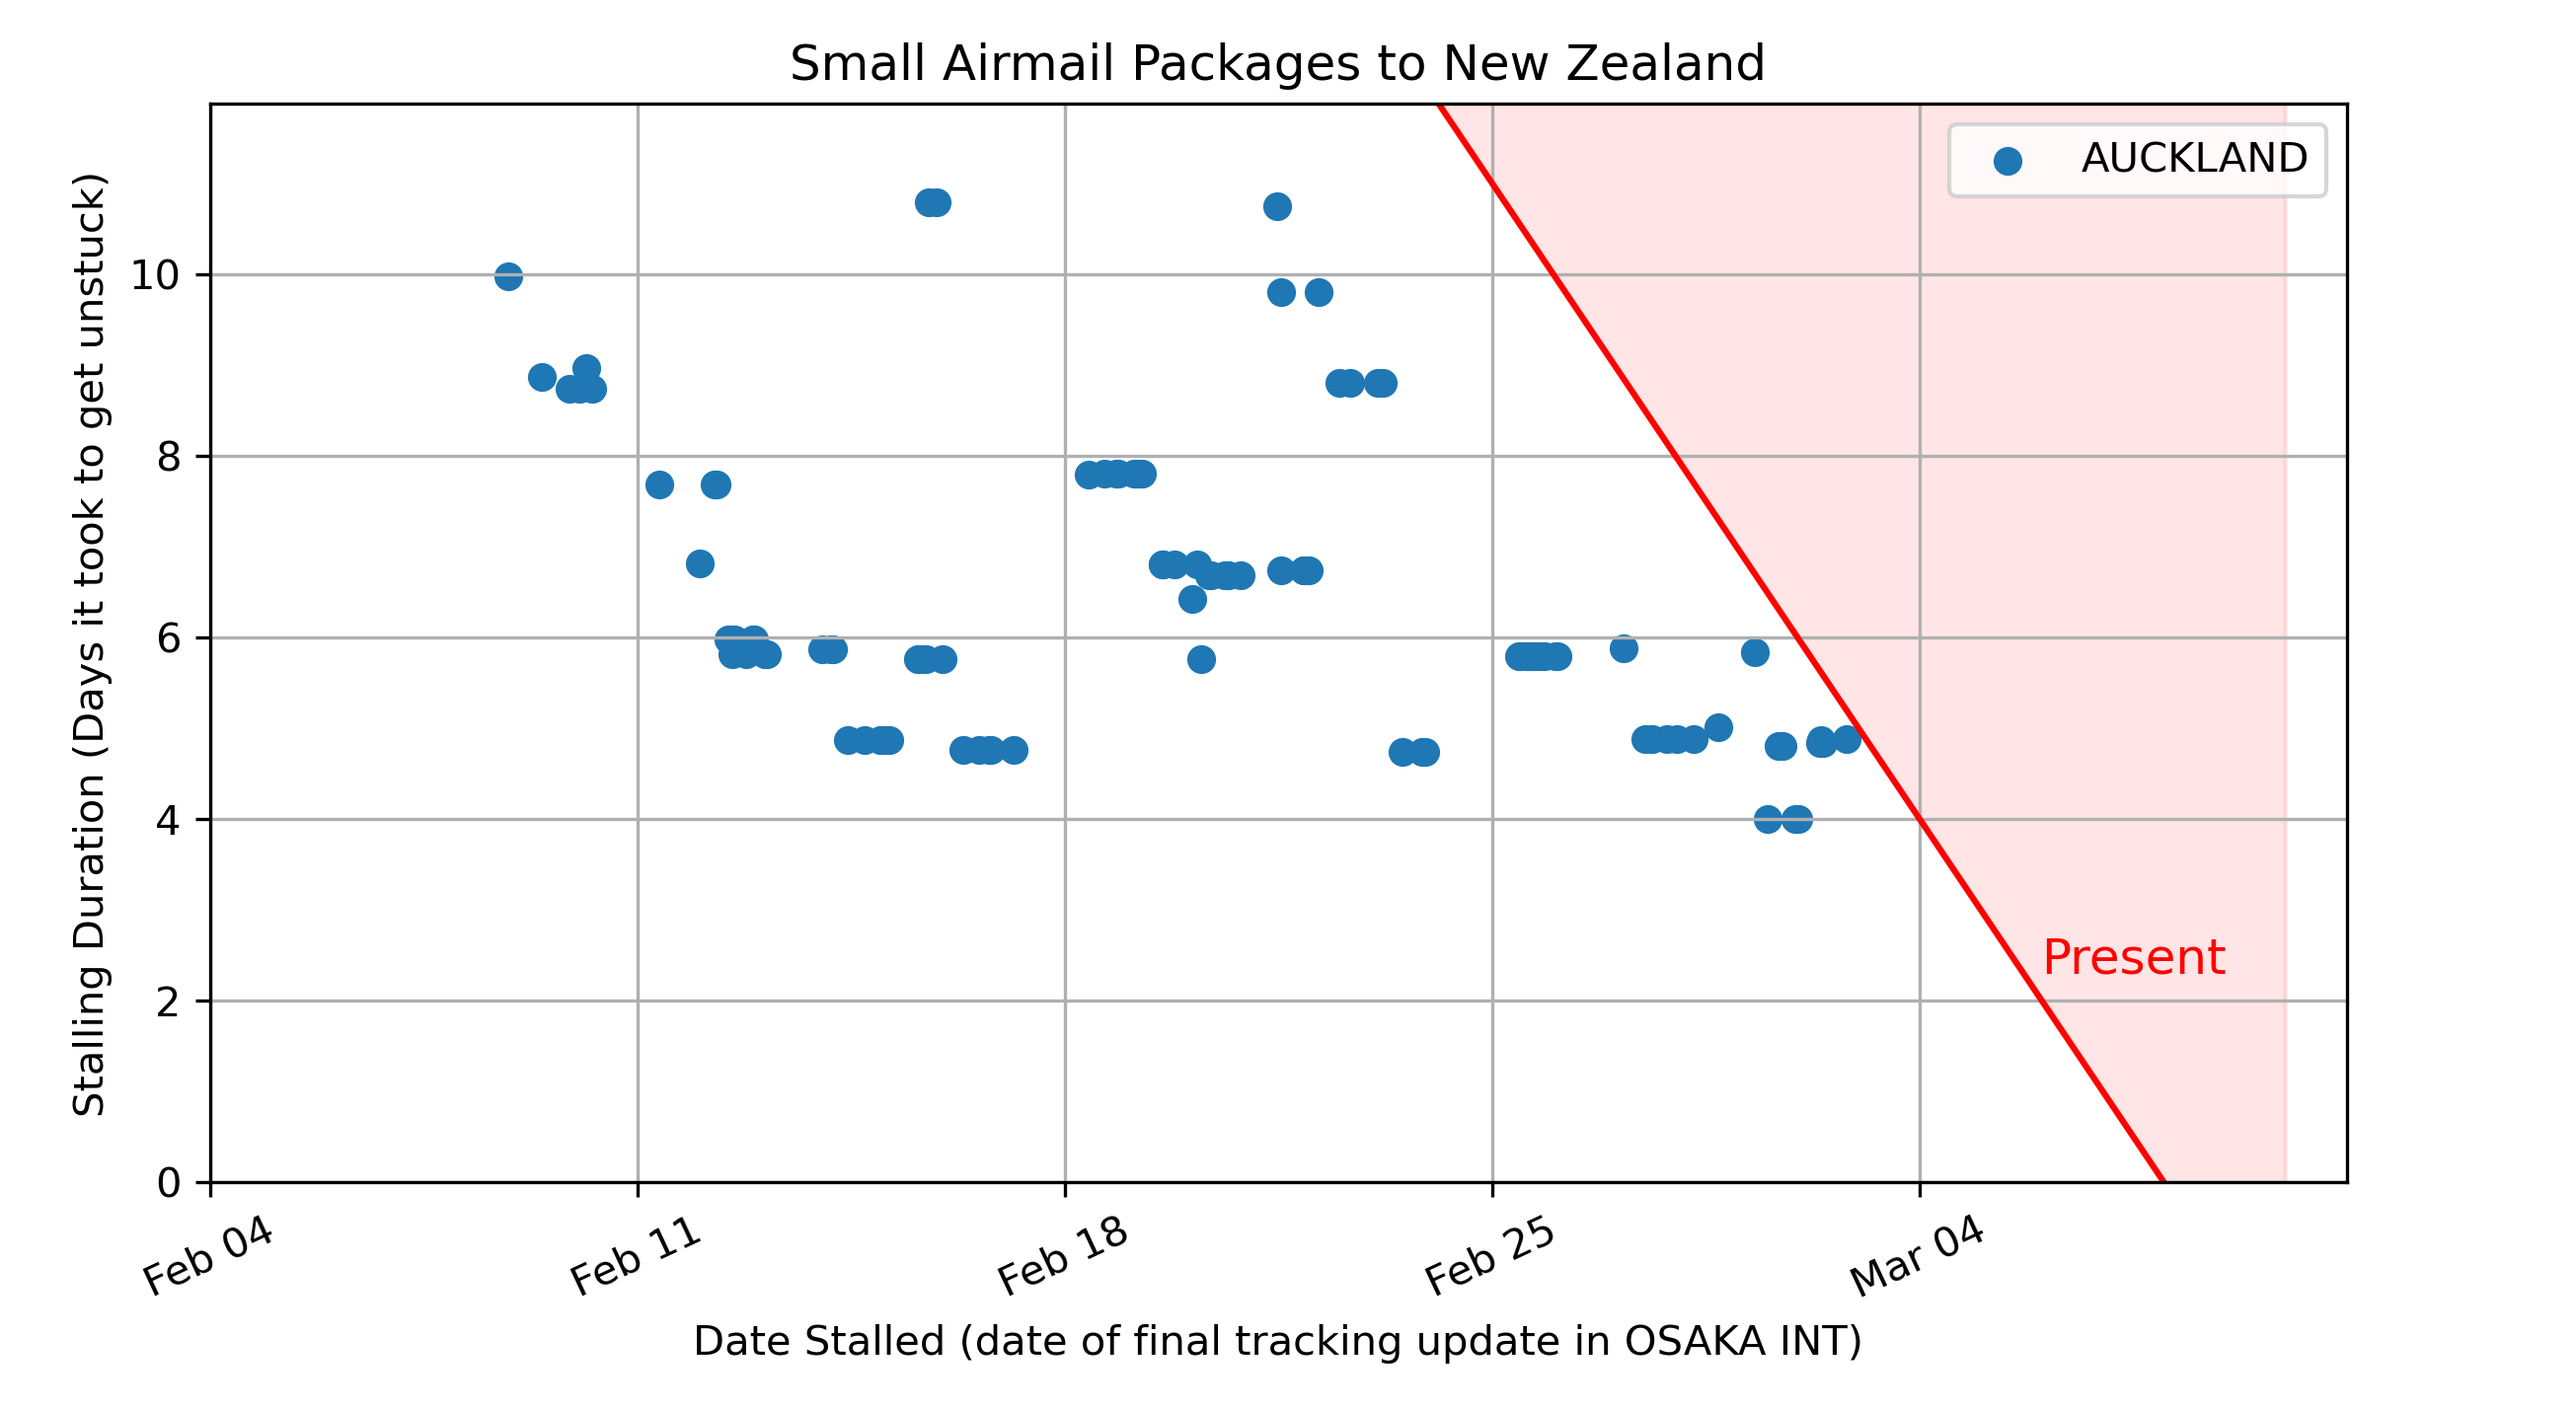 Small Airmail Packages to New Zealand
AUCKLAND
Stalling Duration (Days it took to get unstuck)
10
8
6
4
2
0
Present
Feb 04
Feb 11
Feb 18
Feb 25
Mar 04
Date Stalled (date of final tracking update in OSAKA INT)